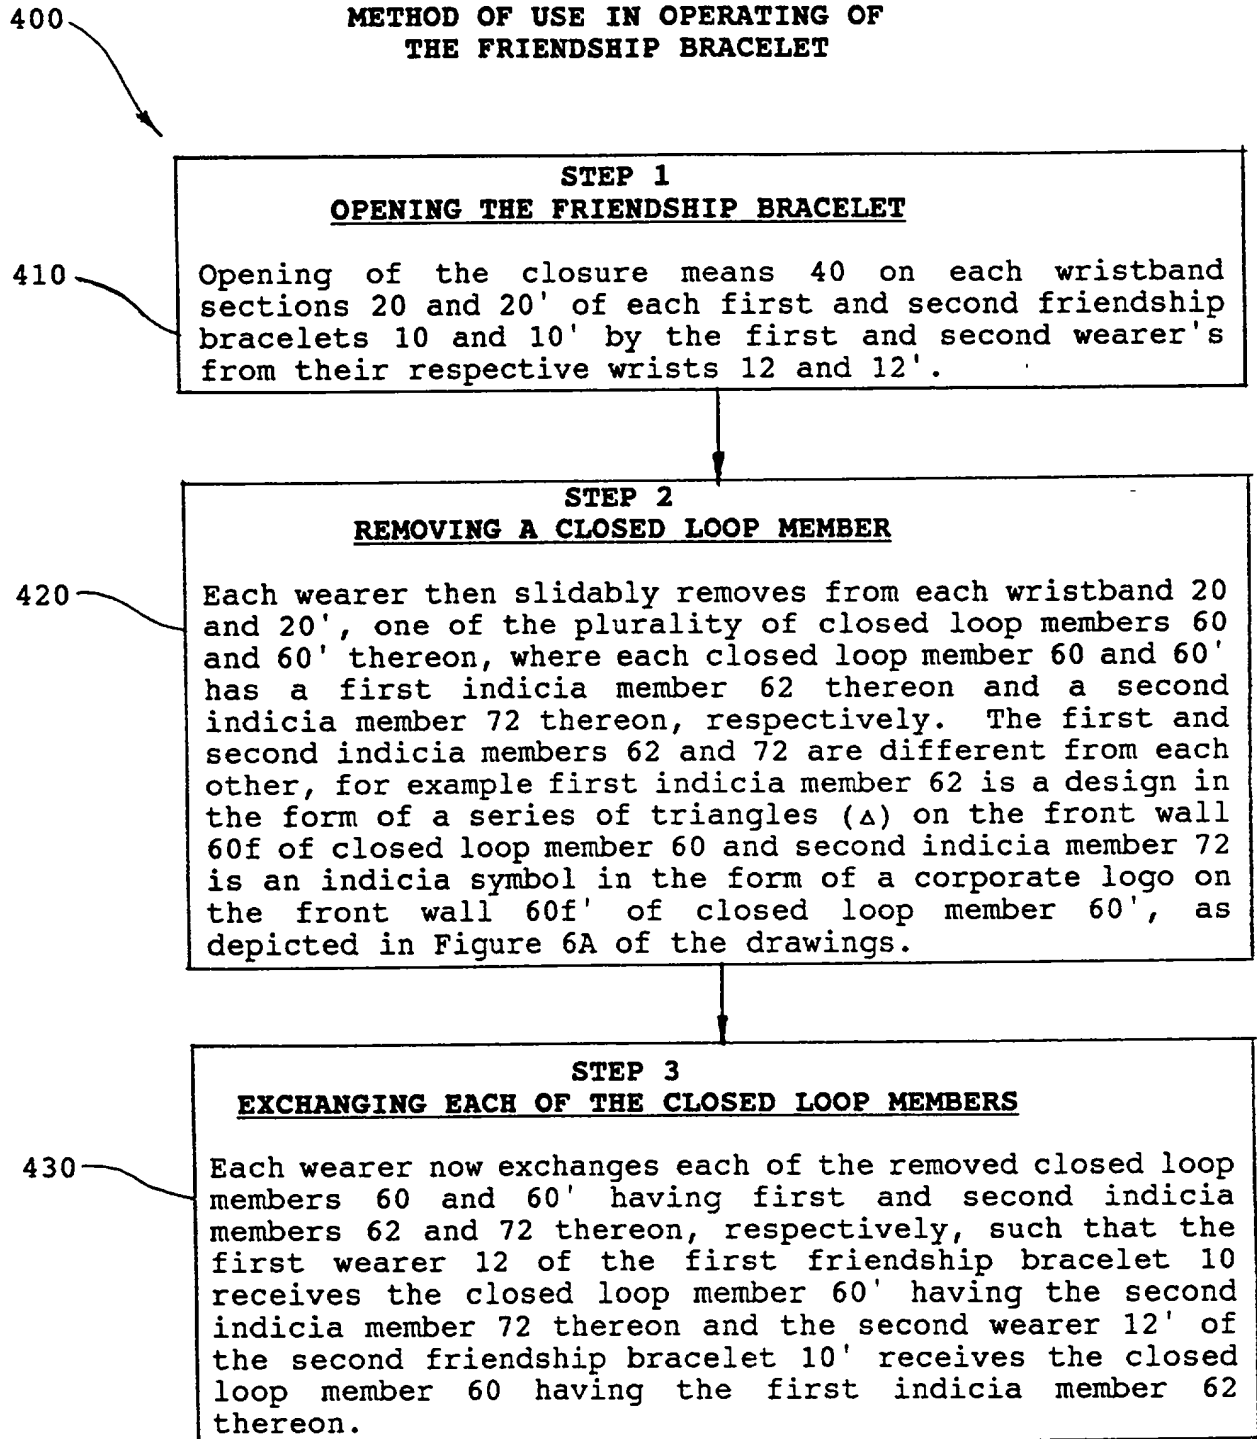 400
METHOD OF USE IN OPERATING OF
THE FRIENDSHIP BRACELET
STEP 1
OPENING THE FRIENDSHIP BRACELET
410
Opening of the closure means 40 on each wristband
sections 20 and 20' of each first and second friendship
bracelets 10 and 10' by the first and second wearer's
from their respective wrists 12 and 12'.
STEP 2
REMOVING A CLOSED LOOP MEMBER
420
Each wearer then slidably removes from each wristband 20
and 20', one of the plurality of closed loop members 60
and 60' thereon, where each closed loop member 60 and 60'
has a first indicia member 62 thereon and a second
indicia member 72 thereon, respectively. The first and
second indicia members 62 and 72 are different from each
other, for example first indicia member 62 is a design in
the form of a series of triangles (Δ) on the front wall
60f of closed loop member 60 and second indicia member 72
is an indicia symbol in the form of a corporate logo on
the front wall 60f' of closed loop member 60', as
depicted in Figure 6A of the drawings.
STEP 3
EXCHANGING EACH OF THE CLOSED LOOP MEMBERS
430
Each wearer now exchanges each of the removed closed loop
members 60 and 60' having first and second indicia
members 62 and 72 thereon, respectively, such that the
first wearer 12 of the first friendship bracelet 10
receives the closed loop member 60' having the second
indicia member 72 thereon and the second wearer 12' of
the second friendship bracelet 10' receives the closed
loop member 60 having the first indicia member 62
thereon.